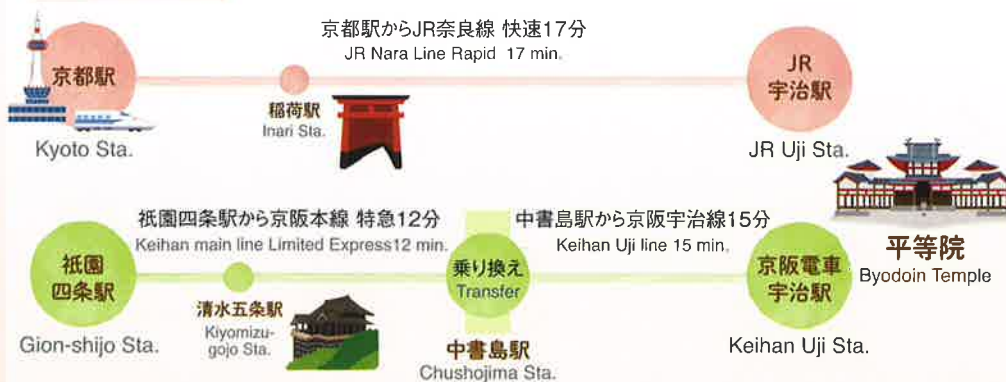 京都駅からJR奈良線 快速17分
JR Nara Line Rapid 17 min.
京都駅
Kyoto Sta.
稲荷駅
Inari Sta.
JR
宇治駅
JR Uji Sta.
祇園四条駅から京阪本線 特急12分
Keihan main line Limited Express12 min.
中書島駅から京阪宇治線15分
Keihan Uji line 15 min.
祇園
四条駅
Gion-shijo Sta.
清水五条駅
Kiyomizu-
gojo Sta.
乗り換え
Transfer
中書島駅
Chushojima Sta.
京阪電車
宇治駅
Keihan Uji Sta.
平等院
Byodoin Temple